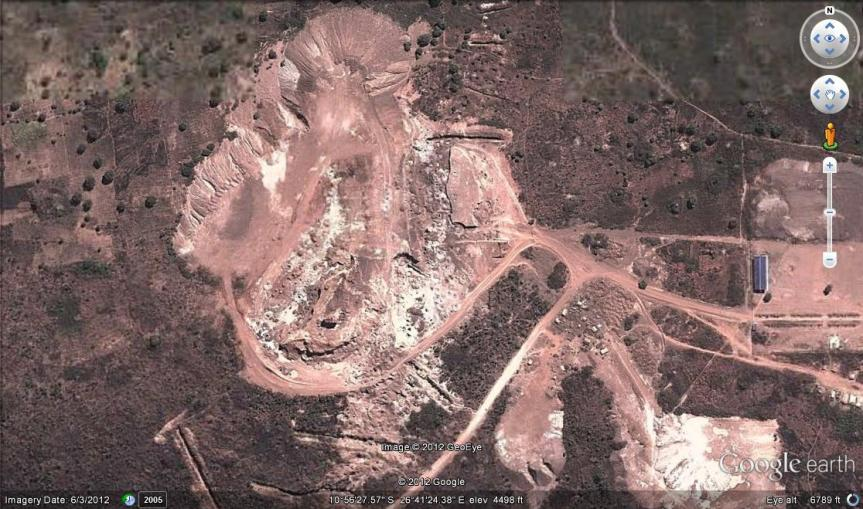 N
Image © 2012 GeoEye
© 2012 Google
Google earth
Imagery Date: 6/3/2012 2005 10°56'27.57" S 26°41'24.38" E elev 4498 ft Eye alt 6789 ft